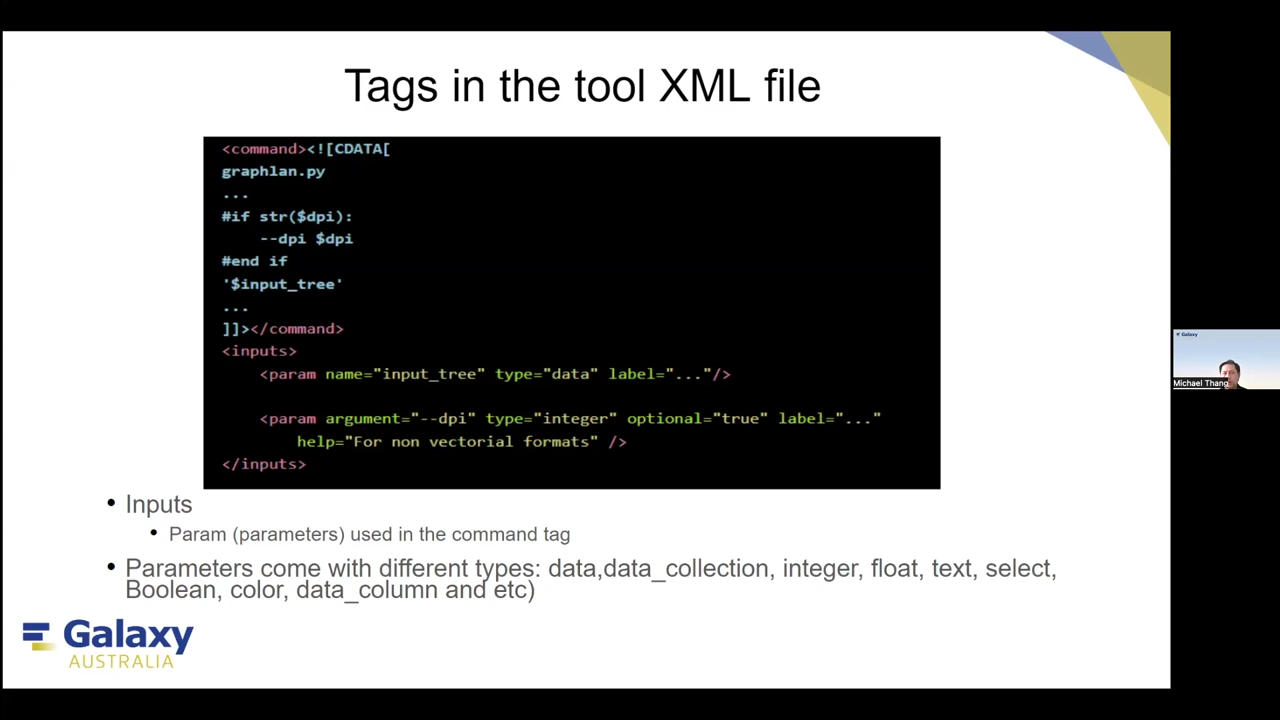 Tags in the tool XML file
<command><![CDATA[
graphlan.py
...
#if str($dpi):
    --dpi $dpi
#end if
'$input_tree'
...
]]></command>
<inputs>
    <param name="input_tree" type="data" label="..."/>
    <param argument="--dpi" type="integer" optional="true" label="..."
        help="For non vectorial formats" />
</inputs>
• Inputs
• Param (parameters) used in the command tag
• Parameters come with different types: data,data_collection, integer, float, text, select,
Boolean, color, data_column and etc)
Galaxy
AUSTRALIA
Galaxy
Michael Thang